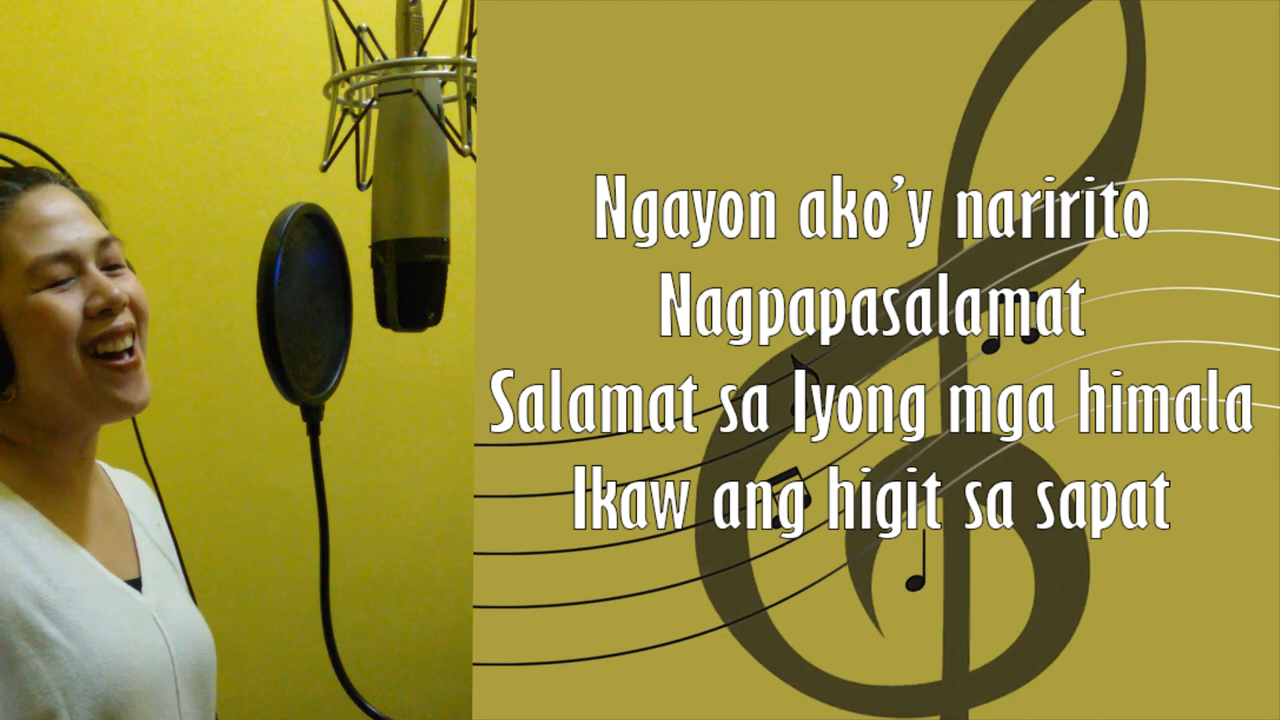 Ngayon ako’y naririto
Nagpapasalamat
Salamat sa Iyong mga himala
Ikaw ang higit sa sapat